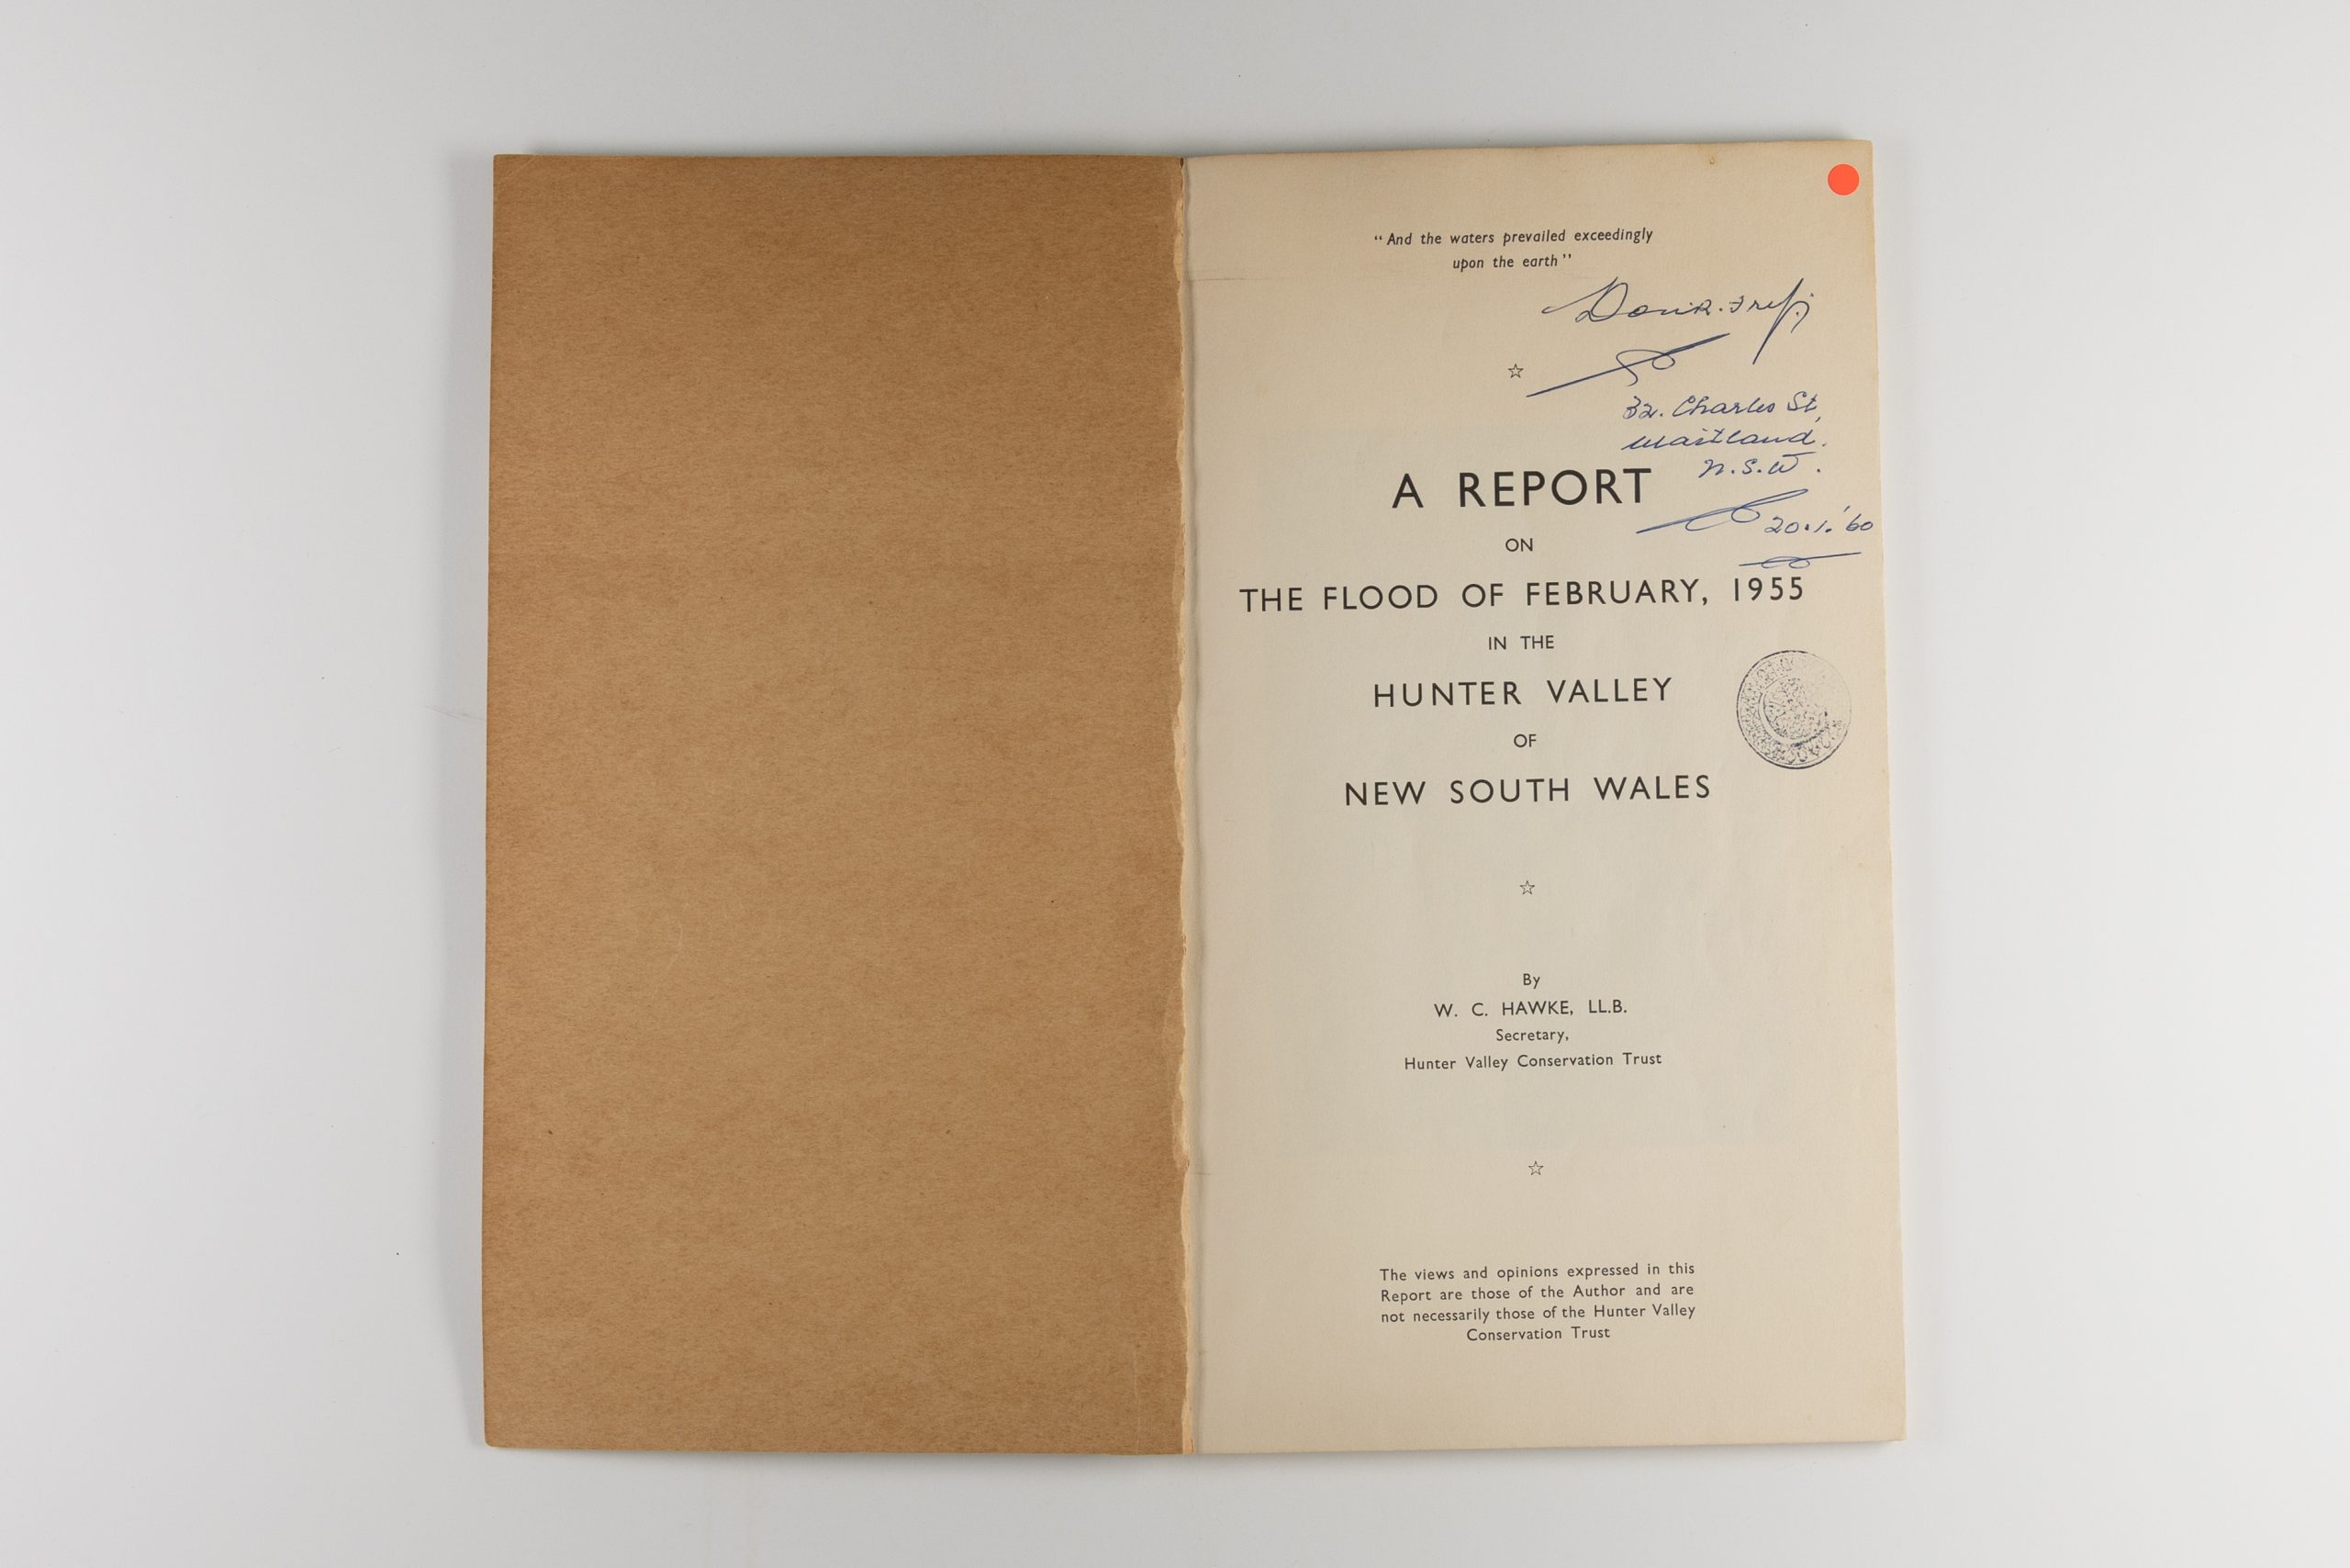 “And the waters prevailed exceedingly
upon the earth”
32. Charles St,
Maitland.
N.S.W.
A REPORT
20.1.'60
ON
THE FLOOD OF FEBRUARY, 1955
IN THE
HUNTER VALLEY
OF
NEW SOUTH WALES
By
W. C. HAWKE, LL.B.
Secretary,
Hunter Valley Conservation Trust
The views and opinions expressed in this
Report are those of the Author and are
not necessarily those of the Hunter Valley
Conservation Trust